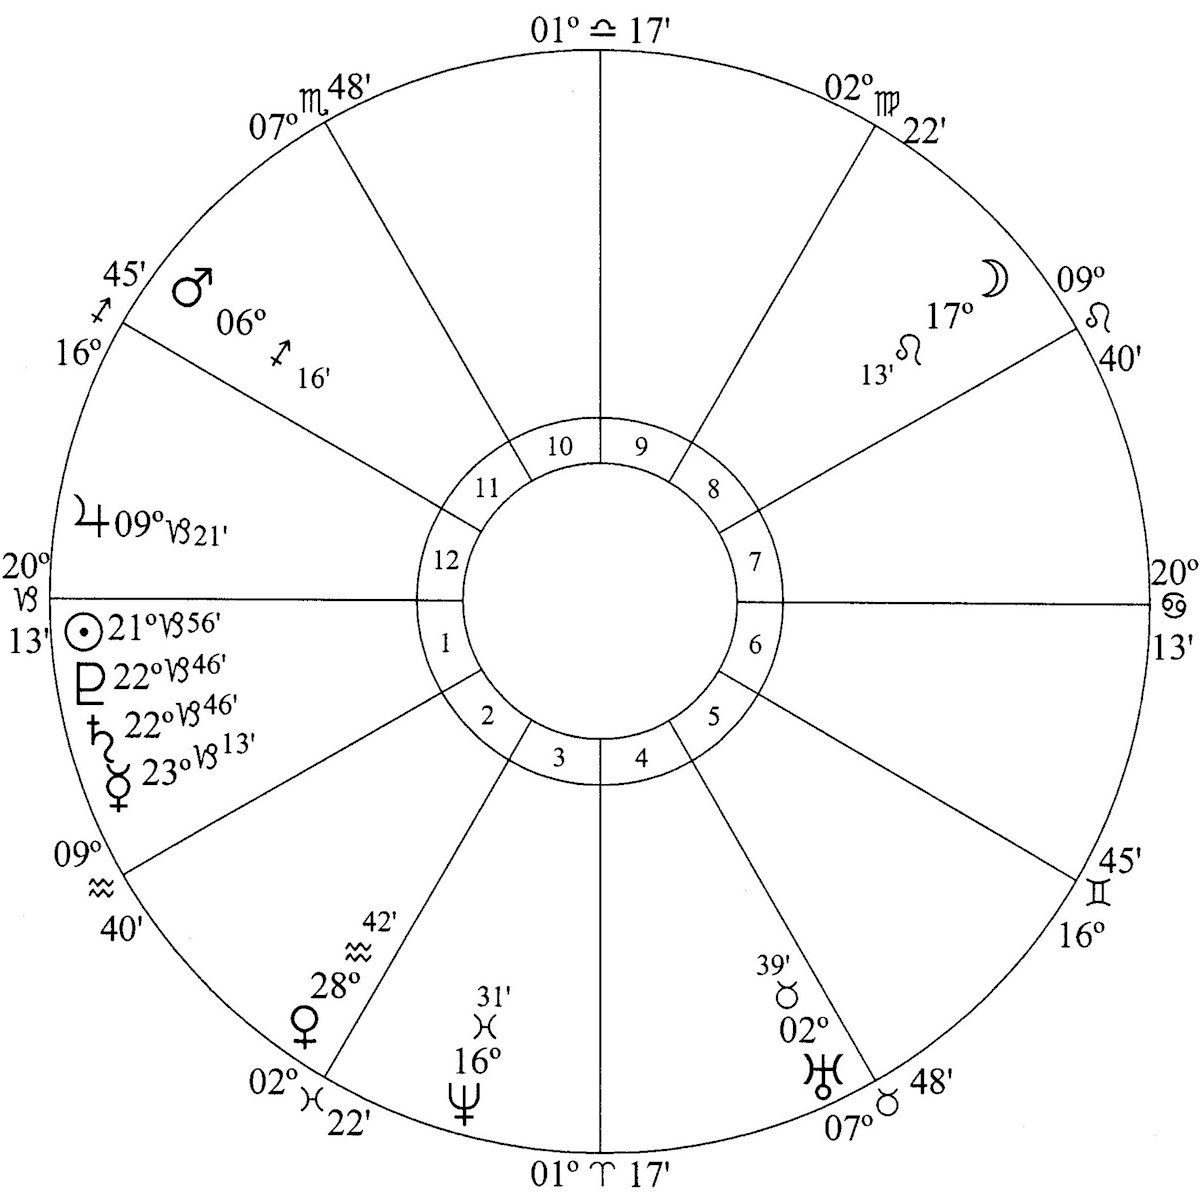 01º ♎ 17'
02º ♍ 22'
07º ♏ 48'
09º ♌ 40'
45' ♐ 16º
♂ 06º ♐ 16'
☽ 17º ♌ 13'
10 9
11 8
12 7
1 6
2 5
3 4
♃ 09º ♑ 21'
20º ♑ 13'
20º ♋ 13'
☉ 21º ♑ 56'
♇ 22º ♑ 46'
♄ 22º ♑ 46'
☿ 23º ♑ 13'
09º ♒ 40'
45' ♊ 16º
42' ♒ 28º ♀
31' ♓ 16º ♆
39' ♉ 02º ♅
02º ♓ 22'
07º ♉ 48'
01º ♈ 17'